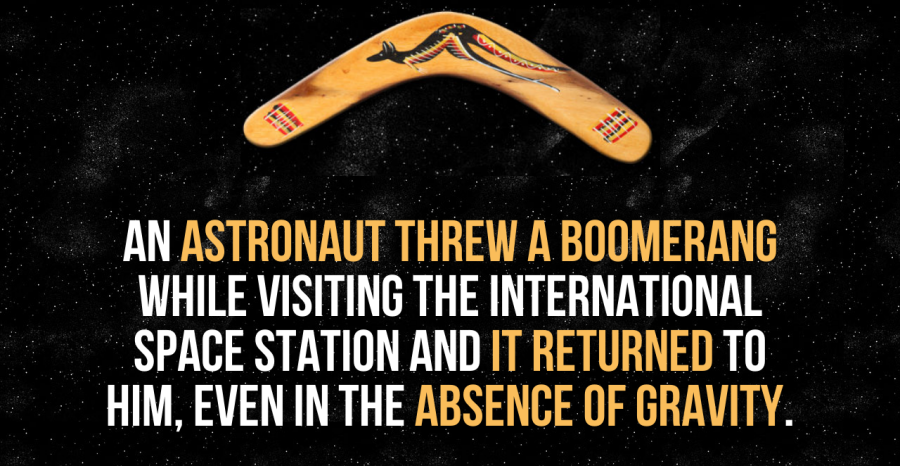 AN ASTRONAUT THREW A BOOMERANG
WHILE VISITING THE INTERNATIONAL
SPACE STATION AND IT RETURNED TO
HIM, EVEN IN THE ABSENCE OF GRAVITY.